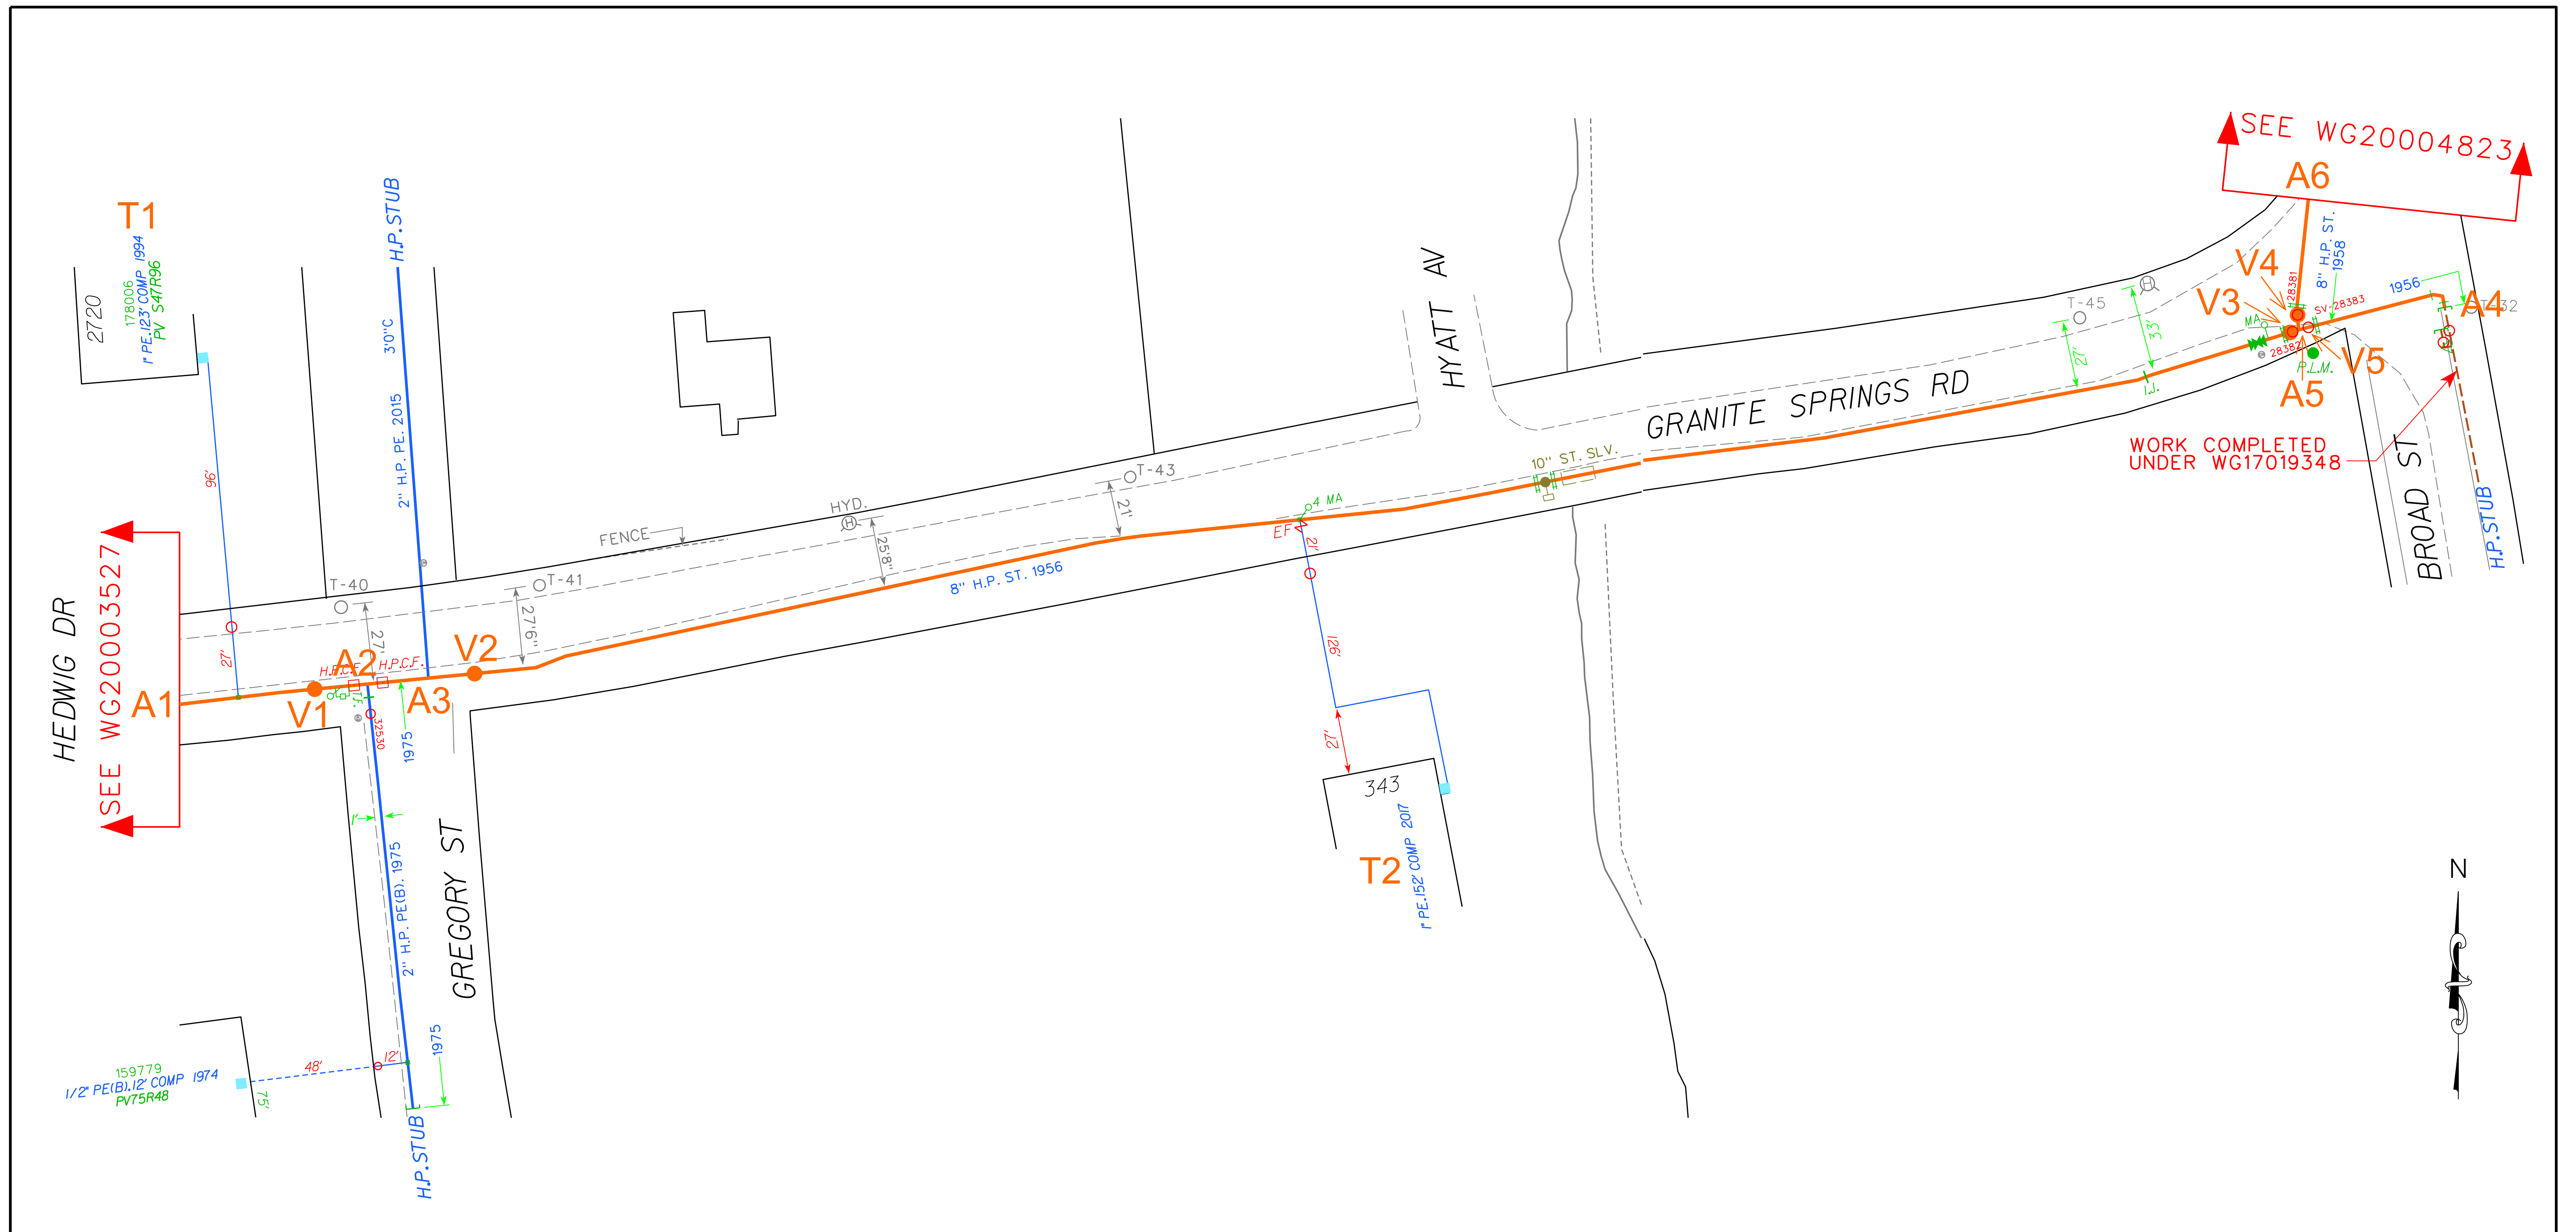 SEE WG20004823
A6
T1
2720
178006
1" PE.123' COMP 1994
PV S47R96
H.P.STUB
3'0"C
2" H.P. PE. 2015
96'
27'
HEDWIG DR
SEE WG20003527
A1
V1
H.P.C.F.
A2
H.P.C.F.
T.F.
32530
A3
V2
T-40
27'
T-41
27'6"
FENCE
HYD.
H
25'8"
T-43
21'
8" H.P. ST. 1956
1975
1'
2" H.P. PE(B). 1975
GREGORY ST
1975
H.P.STUB
159779
1/2" PE(B).12' COMP 1974
PV75R48
48'
12'
75'
EF
4 MA
21'
126'
27'
343
T2
1" PE.152' COMP 2017
HYATT AV
10" ST. SLV.
GRANITE SPRINGS RD
T-45
27'
33'
H
V4
V3
28381
8" H.P. ST.
1958
SV-28383
MA
28382
P.L.M.
V5
A5
1956
A4
T-32
WORK COMPLETED
UNDER WG17019348
BROAD ST
H.P.STUB
N